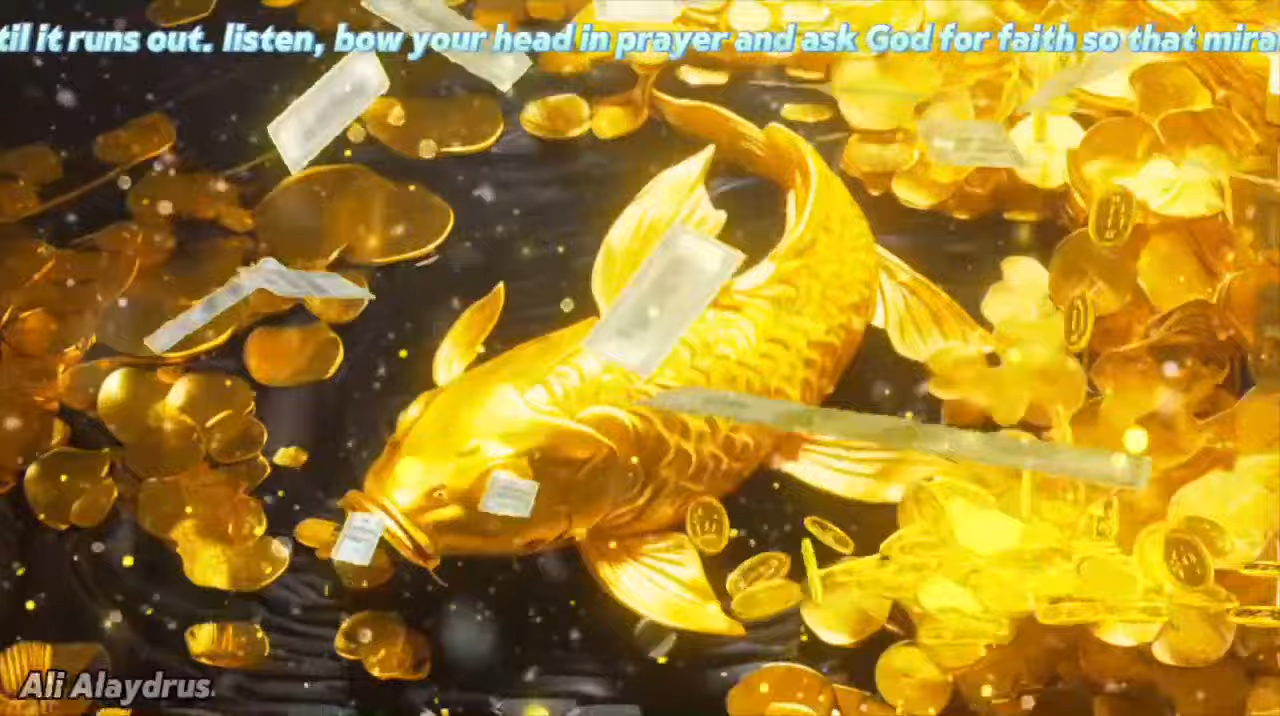 til it runs out. listen, bow your head in prayer and ask God for faith so that mira
Ali Alaydrus.